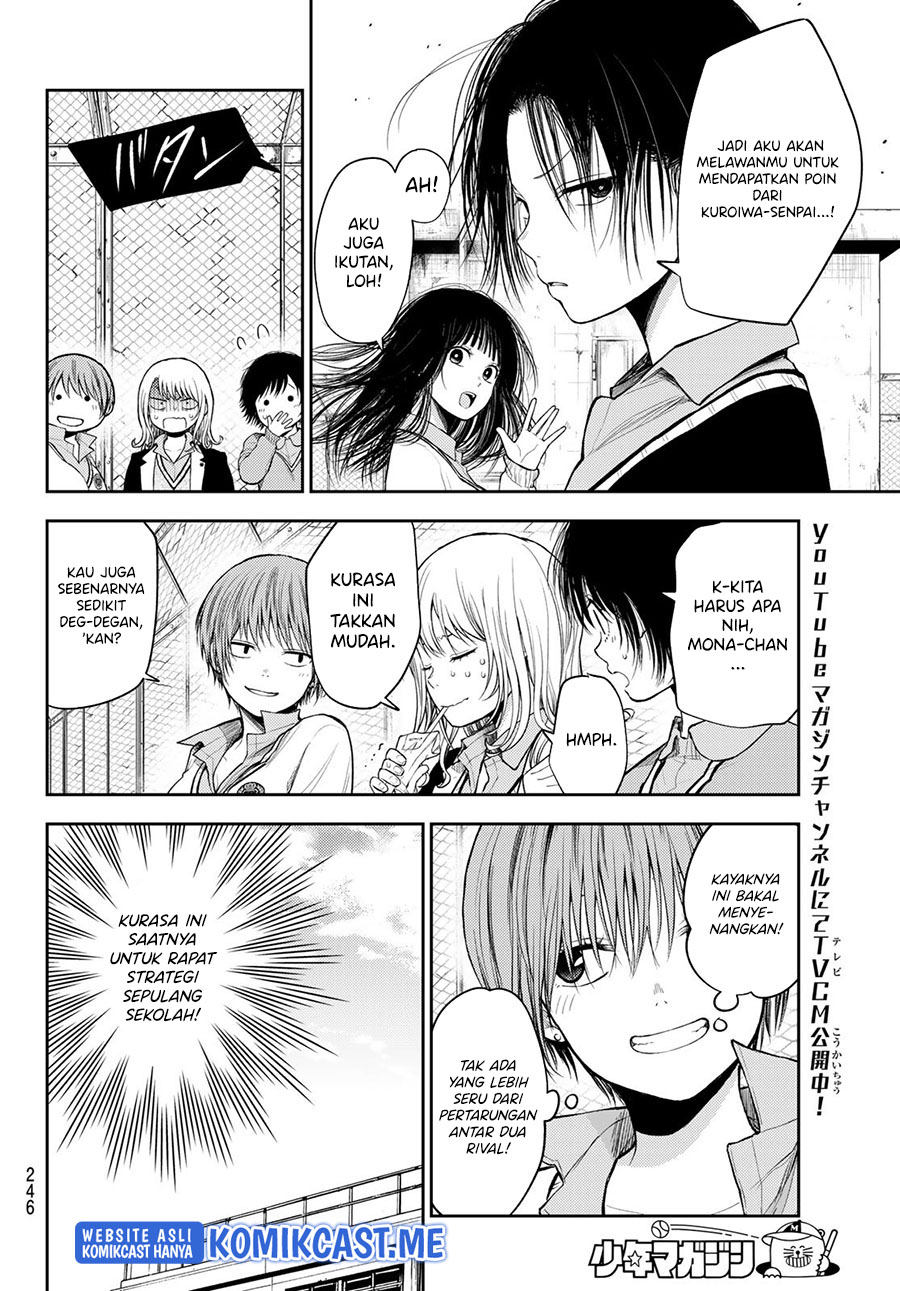 JADI AKU AKAN
MELAWANMU UNTUK
MENDAPATKAN POIN
DARI
KUROIWA-SENPAI...!
AH!
AKU
JUGA
IKUTAN,
LOH!
バタン
K-KITA
HARUS APA
NIH,
MONA-CHAN
...
HMPH.
KURASA
INI
TAKKAN
MUDAH.
KAU JUGA
SEBENARNYA
SEDIKIT
DEG-DEGAN,
'KAN?
KAYAKNYA
INI BAKAL
MENYE-
NANGKAN!
TAK ADA
YANG LEBIH
SERU DARI
PERTARUNGAN
ANTAR DUA
RIVAL!
KURASA INI
SAATNYA
UNTUK RAPAT
STRATEGI
SEPULANG
SEKOLAH!
YouTubeマガジンチャンネルにてTVCM公開中!
テレビ
こうかいちゅう
246
WEBSITE ASLI
KOMIKCAST HANYA
KOMIKCAST.ME
少年マガジン
M